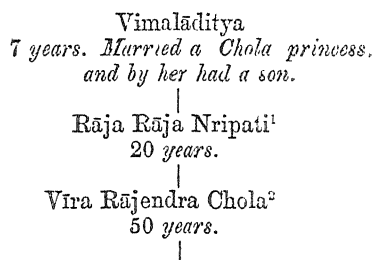 Vimalāditya
7 years. Married a Chola princess,
and by her had a son.
Rāja Rāja Nripati¹
20 years.
Vīra Rājendra Chola²
50 years.